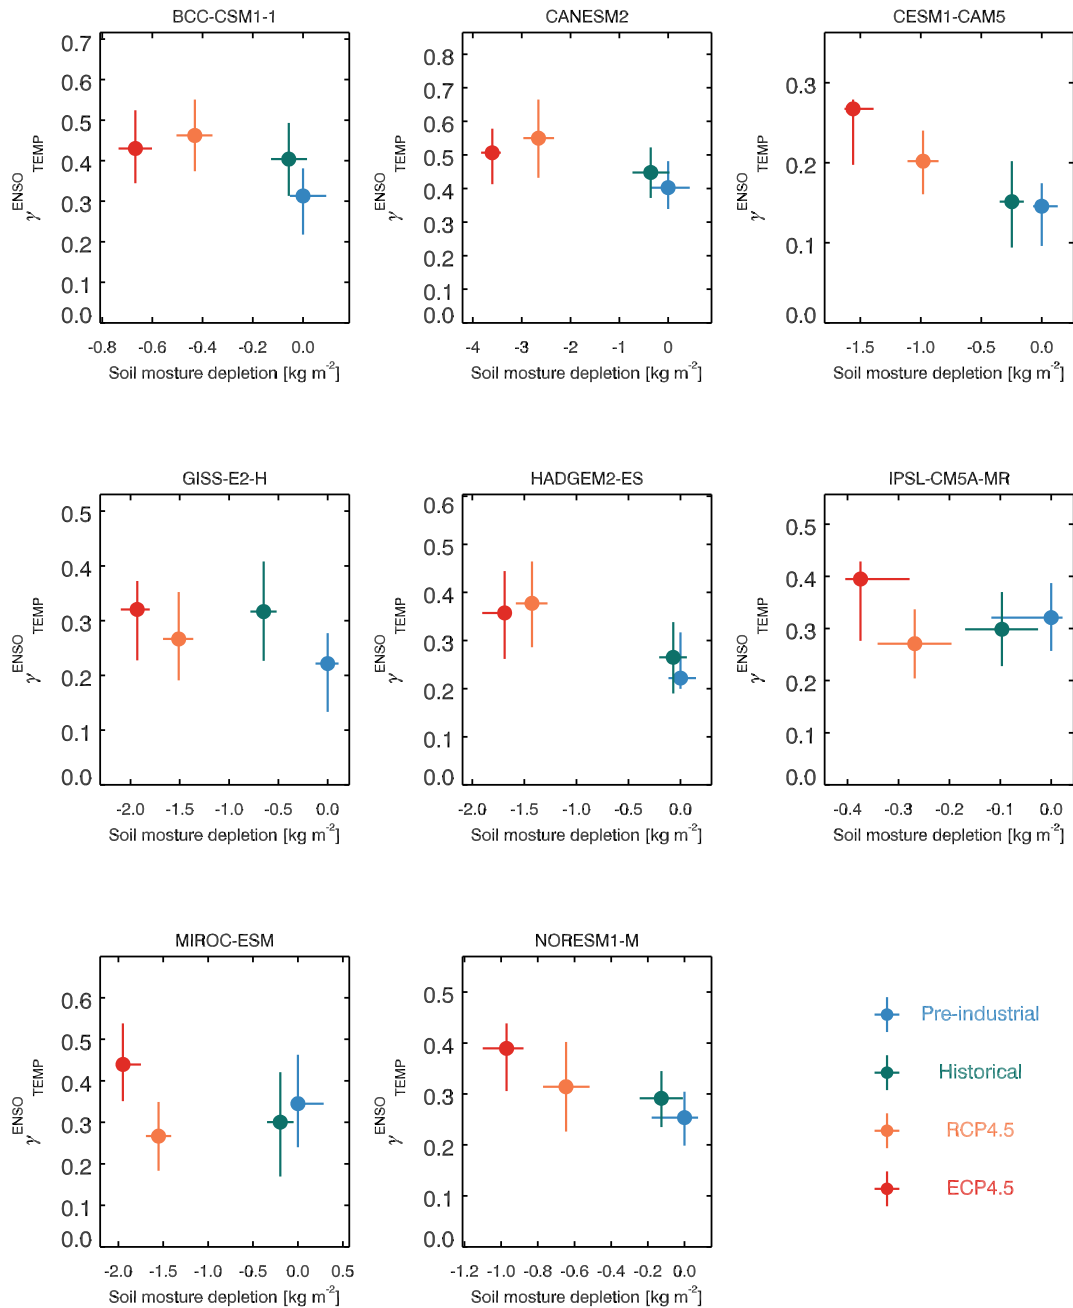 BCC-CSM1-1
0.7
0.6
0.5
0.4
0.3
0.2
0.1
0.0
γ ENSO TEMP
-0.8 -0.6 -0.4 -0.2 0.0
Soil mosture depletion [kg m-2]
CANESM2
0.8
0.7
0.6
0.5
0.4
0.3
0.2
0.1
0.0
γ ENSO TEMP
-4 -3 -2 -1 0
Soil mosture depletion [kg m-2]
CESM1-CAM5
0.3
0.2
0.1
0.0
γ ENSO TEMP
-1.5 -1.0 -0.5 0.0
Soil mosture depletion [kg m-2]
GISS-E2-H
0.5
0.4
0.3
0.2
0.1
0.0
γ ENSO TEMP
-2.0 -1.5 -1.0 -0.5 0.0
Soil mosture depletion [kg m-2]
HADGEM2-ES
0.6
0.5
0.4
0.3
0.2
0.1
0.0
γ ENSO TEMP
-2.0 -1.5 -1.0 -0.5 0.0
Soil mosture depletion [kg m-2]
IPSL-CM5A-MR
0.5
0.4
0.3
0.2
0.1
0.0
γ ENSO TEMP
-0.4 -0.3 -0.2 -0.1 0.0
Soil mosture depletion [kg m-2]
MIROC-ESM
0.6
0.5
0.4
0.3
0.2
0.1
0.0
γ ENSO TEMP
-2.0 -1.5 -1.0 -0.5 0.0 0.5
Soil mosture depletion [kg m-2]
NORESM1-M
0.5
0.4
0.3
0.2
0.1
0.0
γ ENSO TEMP
-1.2 -1.0 -0.8 -0.6 -0.4 -0.2 0.0
Soil mosture depletion [kg m-2]
Pre-industrial
Historical
RCP4.5
ECP4.5